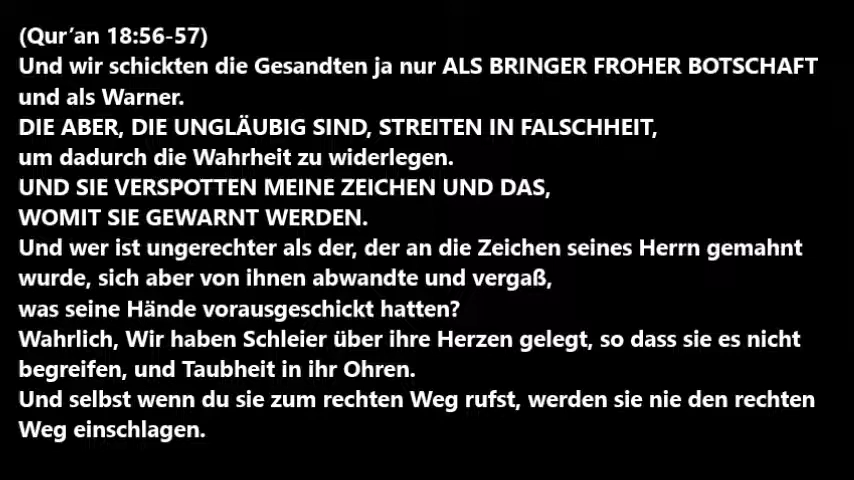 (Qur’an 18:56-57)
Und wir schickten die Gesandten ja nur ALS BRINGER FROHER BOTSCHAFT
und als Warner.
DIE ABER, DIE UNGLÄUBIG SIND, STREITEN IN FALSCHHEIT,
um dadurch die Wahrheit zu widerlegen.
UND SIE VERSPOTTEN MEINE ZEICHEN UND DAS,
WOMIT SIE GEWARNT WERDEN.
Und wer ist ungerechter als der, der an die Zeichen seines Herrn gemahnt
wurde, sich aber von ihnen abwandte und vergaß,
was seine Hände vorausgeschickt hatten?
Wahrlich, Wir haben Schleier über ihre Herzen gelegt, so dass sie es nicht
begreifen, und Taubheit in ihr Ohren.
Und selbst wenn du sie zum rechten Weg rufst, werden sie nie den rechten
Weg einschlagen.